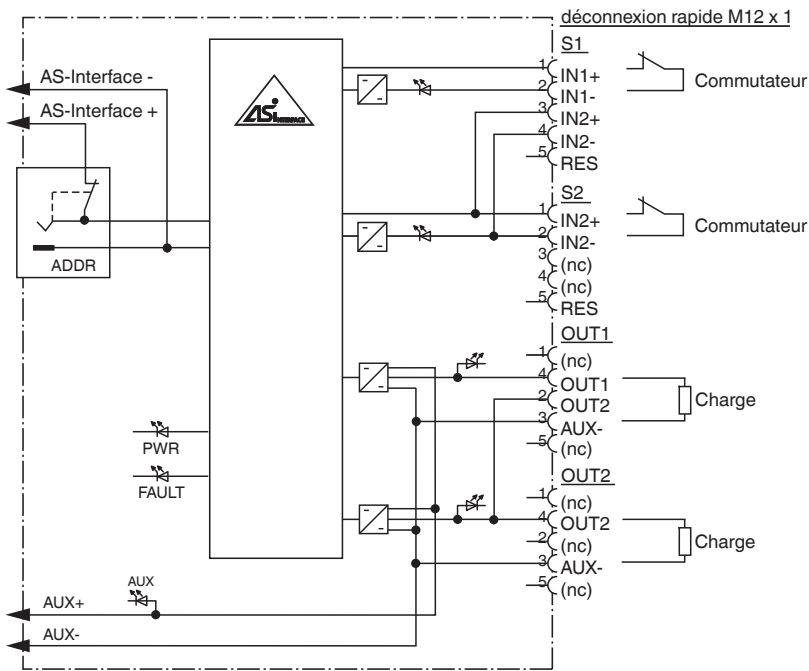 déconnexion rapide M12 x 1
AS-Interface -
AS-Interface +
ADDR
ASi INTERFACE
PWR
FAULT
AUX
AUX+
AUX-
S1
1 IN1+
2 IN1-
3 IN2+
4 IN2-
5 RES
Commutateur
S2
1 IN2+
2 IN2-
3 (nc)
4 (nc)
5 RES
Commutateur
OUT1
1 (nc)
4 OUT1
2 OUT2
3 AUX-
5 (nc)
Charge
OUT2
1 (nc)
4 OUT2
2 (nc)
3 AUX-
5 (nc)
Charge